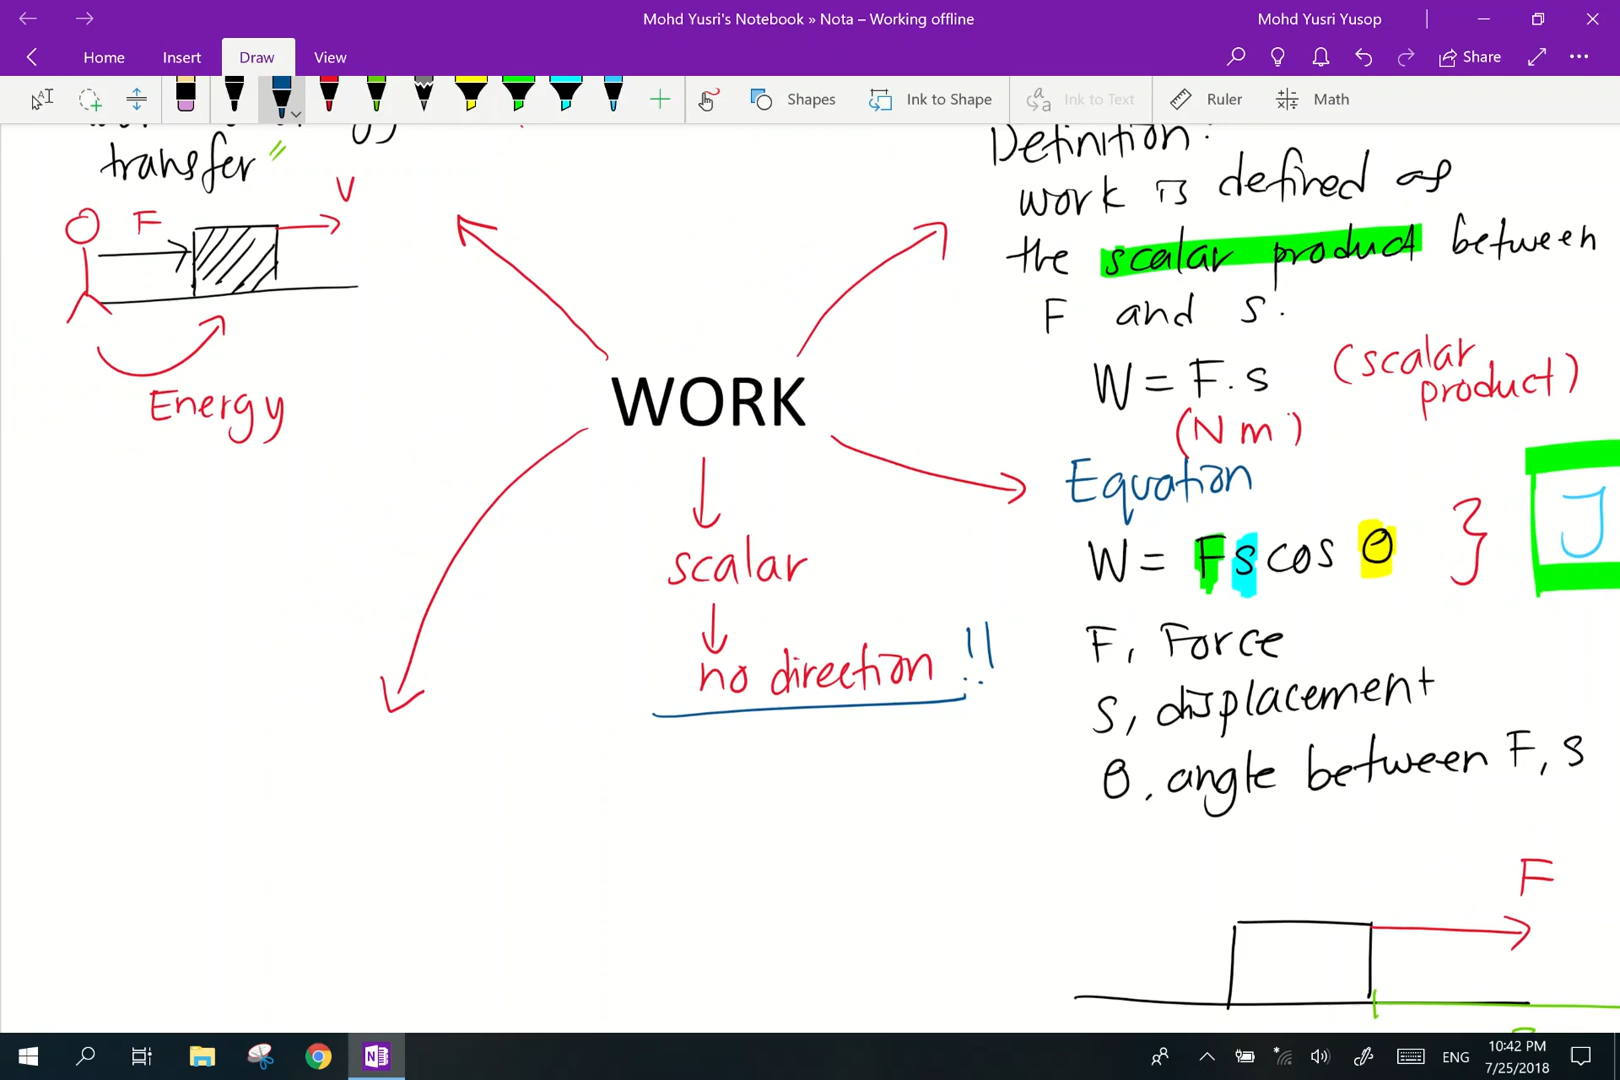 Mohd Yusri's Notebook » Nota – Working offline
Mohd Yusri Yusop
Home Insert Draw View
Share
Shapes
Ink to Shape
Ink to Text
Ruler
Math
transfer"
F
V
Energy
WORK
scalar
no direction !!
Definition:
work is defined as
the scalar product between
F and s.
W = F.s (scalar product)
(N m)
Equation
W = Fs cos θ } J
F, Force
S, displacement
θ, angle between F, s
F
ENG
10:42 PM
7/25/2018